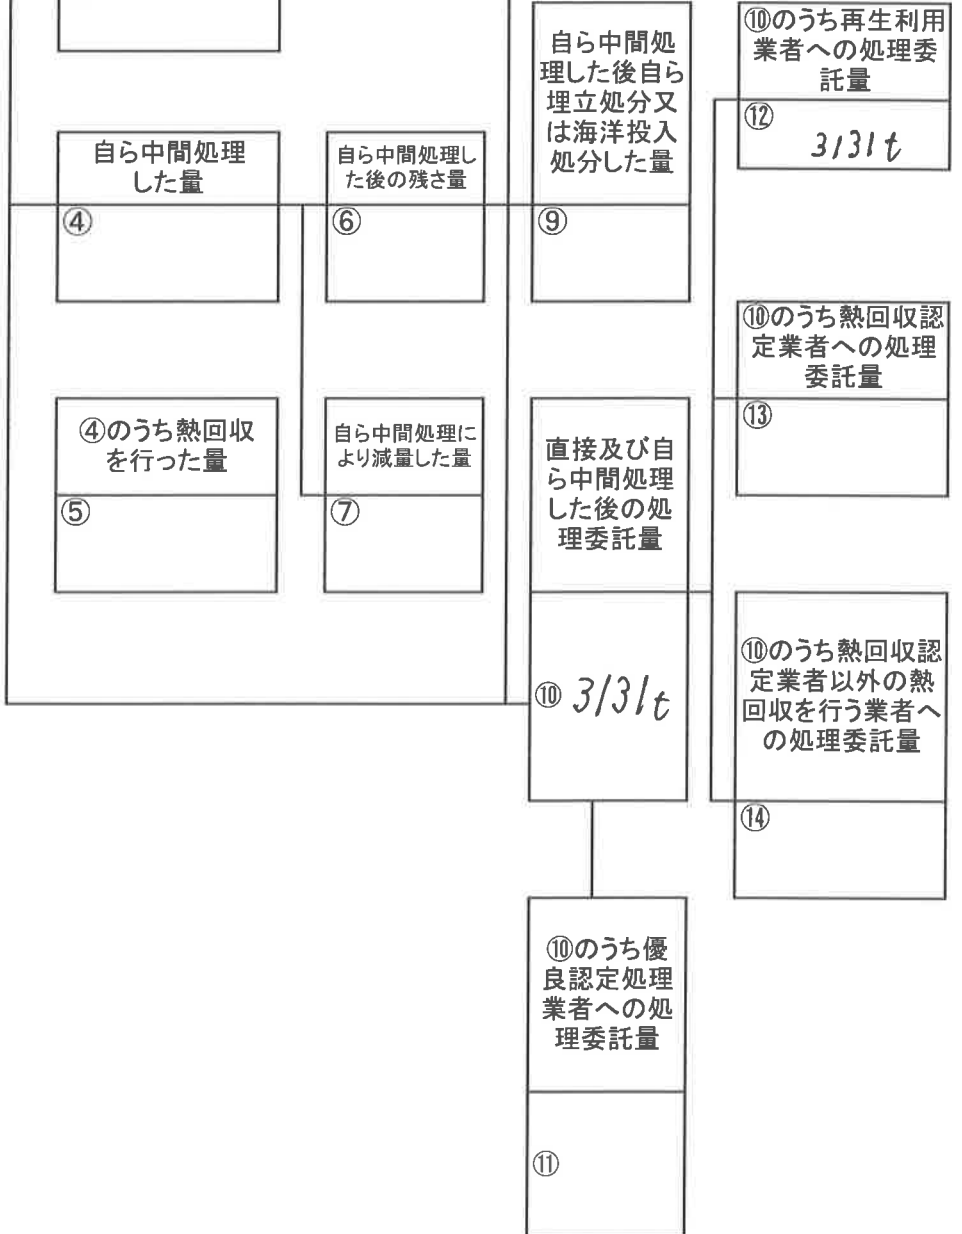 自ら中間処
理した後自ら
埋立処分又
は海洋投入
処分した量
⑨
⑩のうち再生利用
業者への処理委
託量
⑫
3131t
自ら中間処理
した量
④
自ら中間処理し
た後の残さ量
⑥
⑩のうち熱回収認
定業者への処理
委託量
⑬
④のうち熱回収
を行った量
⑤
自ら中間処理に
より減量した量
⑦
直接及び自
ら中間処理
した後の処
理委託量
⑩ 3131t
⑩のうち熱回収認
定業者以外の熱
回収を行う業者へ
の処理委託量
⑭
⑩のうち優
良認定処理
業者への処
理委託量
⑪